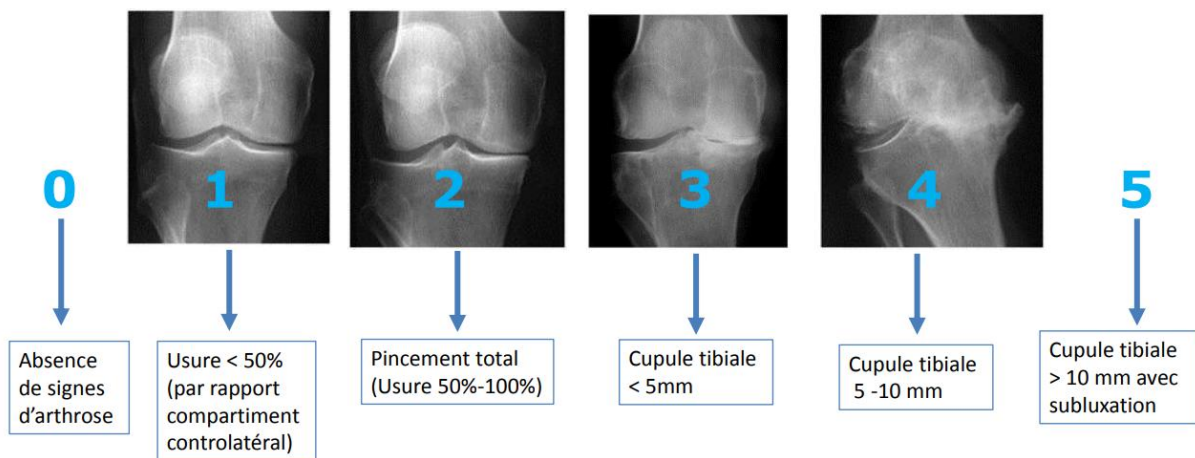 0
1
2
3
4
5
Absence
de signes
d'arthrose
Usure < 50%
(par rapport
compartiment
controlatéral)
Pincement total
(Usure 50%-100%)
Cupule tibiale
< 5mm
Cupule tibiale
5 -10 mm
Cupule tibiale
> 10 mm avec
subluxation